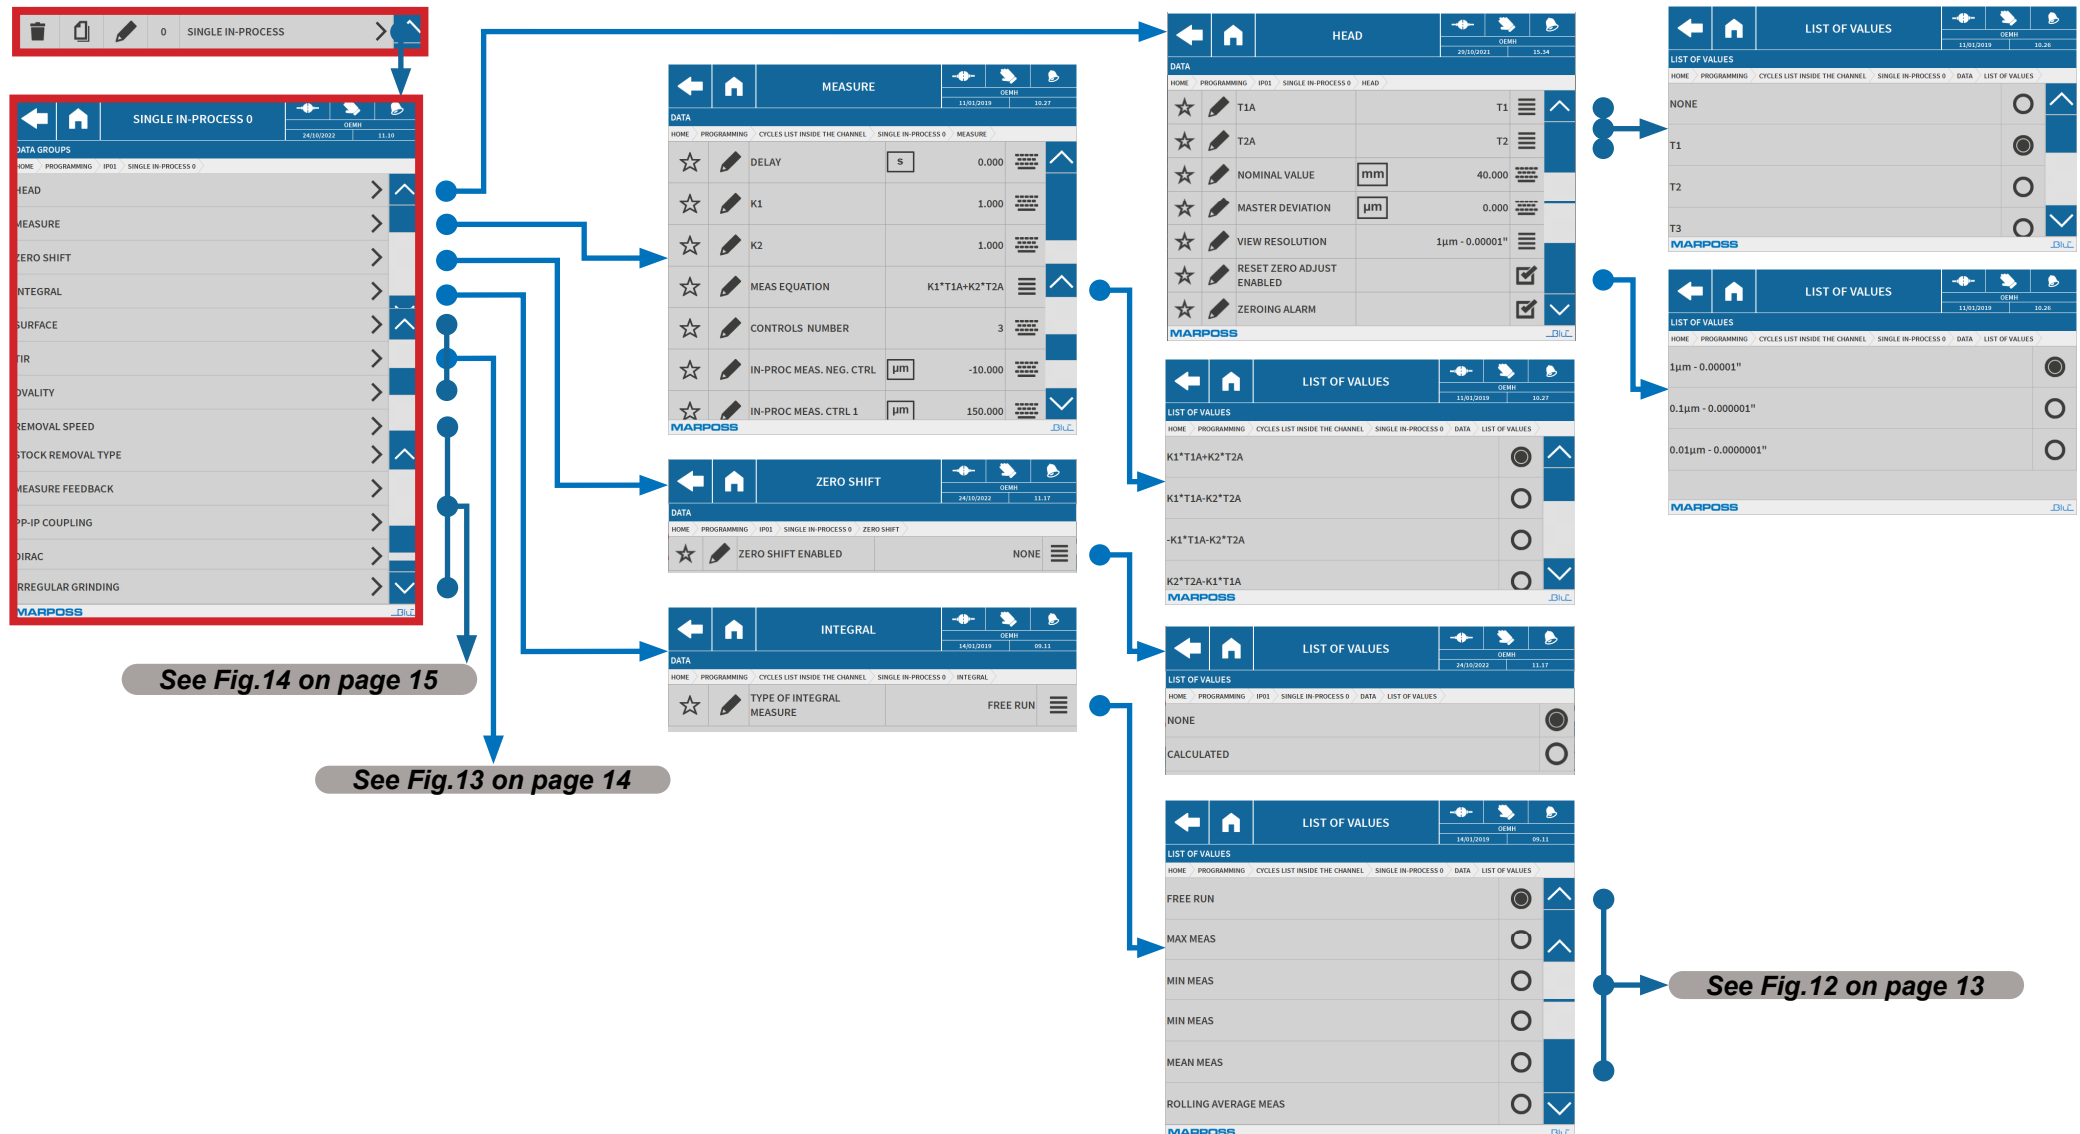 0 SINGLE IN-PROCESS
SINGLE IN-PROCESS 0
OEMH
24/10/2022 11.10
DATA GROUPS
HOME PROGRAMMING IP01 SINGLE IN-PROCESS 0
HEAD
MEASURE
ZERO SHIFT
INTEGRAL
SURFACE
TIR
OVALITY
REMOVAL SPEED
STOCK REMOVAL TYPE
MEASURE FEEDBACK
PP-IP COUPLING
DIRAC
IRREGULAR GRINDING
MARPOSS BLÚ
See Fig.14 on page 15
See Fig.13 on page 14
MEASURE
OEMH
11/01/2019 10.27
DATA
HOME PROGRAMMING CYCLES LIST INSIDE THE CHANNEL SINGLE IN-PROCESS 0 MEASURE
DELAY s 0.000
K1 1.000
K2 1.000
MEAS EQUATION K1*T1A+K2*T2A
CONTROLS NUMBER 3
IN-PROC MEAS. NEG. CTRL µm -10.000
IN-PROC MEAS. CTRL 1 µm 150.000
MARPOSS BLÚ
ZERO SHIFT
OEMH
24/10/2022 11.17
DATA
HOME PROGRAMMING IP01 SINGLE IN-PROCESS 0 ZERO SHIFT
ZERO SHIFT ENABLED NONE
INTEGRAL
OEMH
14/01/2019 09.11
DATA
HOME PROGRAMMING CYCLES LIST INSIDE THE CHANNEL SINGLE IN-PROCESS 0 INTEGRAL
TYPE OF INTEGRAL
MEASURE
FREE RUN
HEAD
OEMH
29/10/2021 15.34
DATA
HOME PROGRAMMING IP01 SINGLE IN-PROCESS 0 HEAD
T1A T1
T2A T2
NOMINAL VALUE mm 40.000
MASTER DEVIATION µm 0.000
VIEW RESOLUTION 1µm - 0.00001"
RESET ZERO ADJUST
ENABLED
ZEROING ALARM
MARPOSS BLÚ
LIST OF VALUES
OEMH
11/01/2019 10.27
LIST OF VALUES
HOME PROGRAMMING CYCLES LIST INSIDE THE CHANNEL SINGLE IN-PROCESS 0 DATA LIST OF VALUES
K1*T1A+K2*T2A
K1*T1A-K2*T2A
-K1*T1A-K2*T2A
K2*T2A-K1*T1A
MARPOSS BLÚ
LIST OF VALUES
OEMH
24/10/2022 11.17
LIST OF VALUES
HOME PROGRAMMING IP01 SINGLE IN-PROCESS 0 DATA LIST OF VALUES
NONE
CALCULATED
LIST OF VALUES
OEMH
14/01/2019 09.11
LIST OF VALUES
HOME PROGRAMMING CYCLES LIST INSIDE THE CHANNEL SINGLE IN-PROCESS 0 DATA LIST OF VALUES
FREE RUN
MAX MEAS
MIN MEAS
MIN MEAS
MEAN MEAS
ROLLING AVERAGE MEAS
MARPOSS BLÚ
LIST OF VALUES
OEMH
11/01/2019 10.26
LIST OF VALUES
HOME PROGRAMMING CYCLES LIST INSIDE THE CHANNEL SINGLE IN-PROCESS 0 DATA LIST OF VALUES
NONE
T1
T2
T3
MARPOSS BLÚ
LIST OF VALUES
OEMH
11/01/2019 10.26
LIST OF VALUES
HOME PROGRAMMING CYCLES LIST INSIDE THE CHANNEL SINGLE IN-PROCESS 0 DATA LIST OF VALUES
1µm - 0.00001"
0.1µm - 0.000001"
0.01µm - 0.0000001"
MARPOSS BLÚ
See Fig.12 on page 13